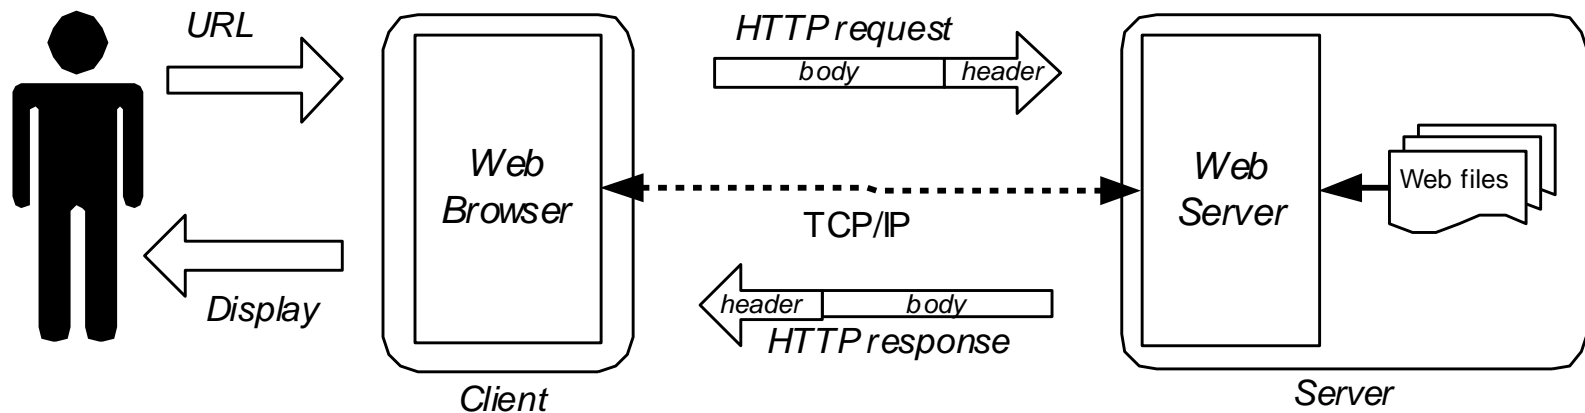 URL
HTTP request
body
header
Web
Browser
Web
Server
Web files
TCP/IP
Display
header
body
HTTP response
Client
Server